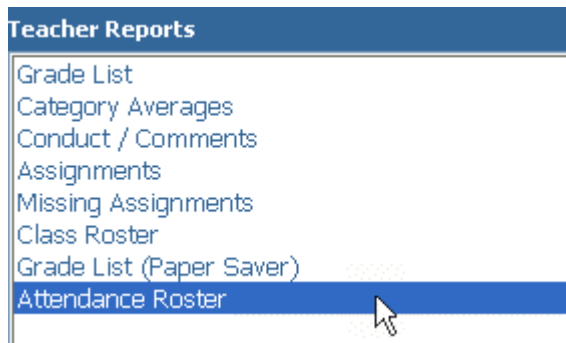 Teacher Reports
Grade List
Category Averages
Conduct / Comments
Assignments
Missing Assignments
Class Roster
Grade List (Paper Saver)
Attendance Roster